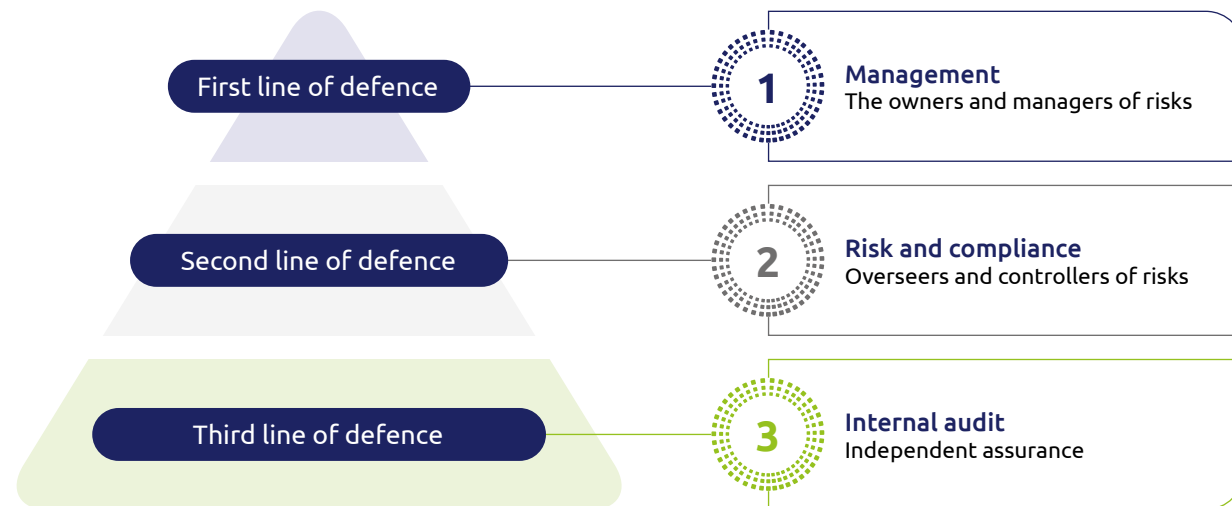 First line of defence
1
Management
The owners and managers of risks
Second line of defence
2
Risk and compliance
Overseers and controllers of risks
Third line of defence
3
Internal audit
Independent assurance